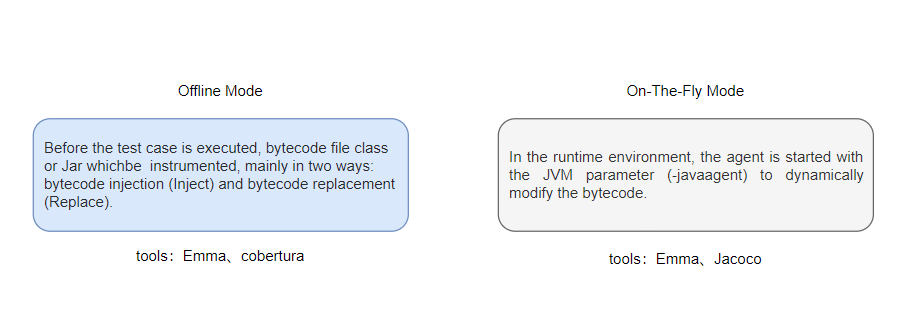 Offline Mode
Before the test case is executed, bytecode file class
or Jar whichbe  instrumented, mainly in two ways:
bytecode injection (Inject) and bytecode replacement
(Replace).
tools：Emma、cobertura
On-The-Fly Mode
In the runtime environment, the agent is started with
the JVM parameter (-javaagent) to dynamically
modify the bytecode.
tools：Emma、Jacoco